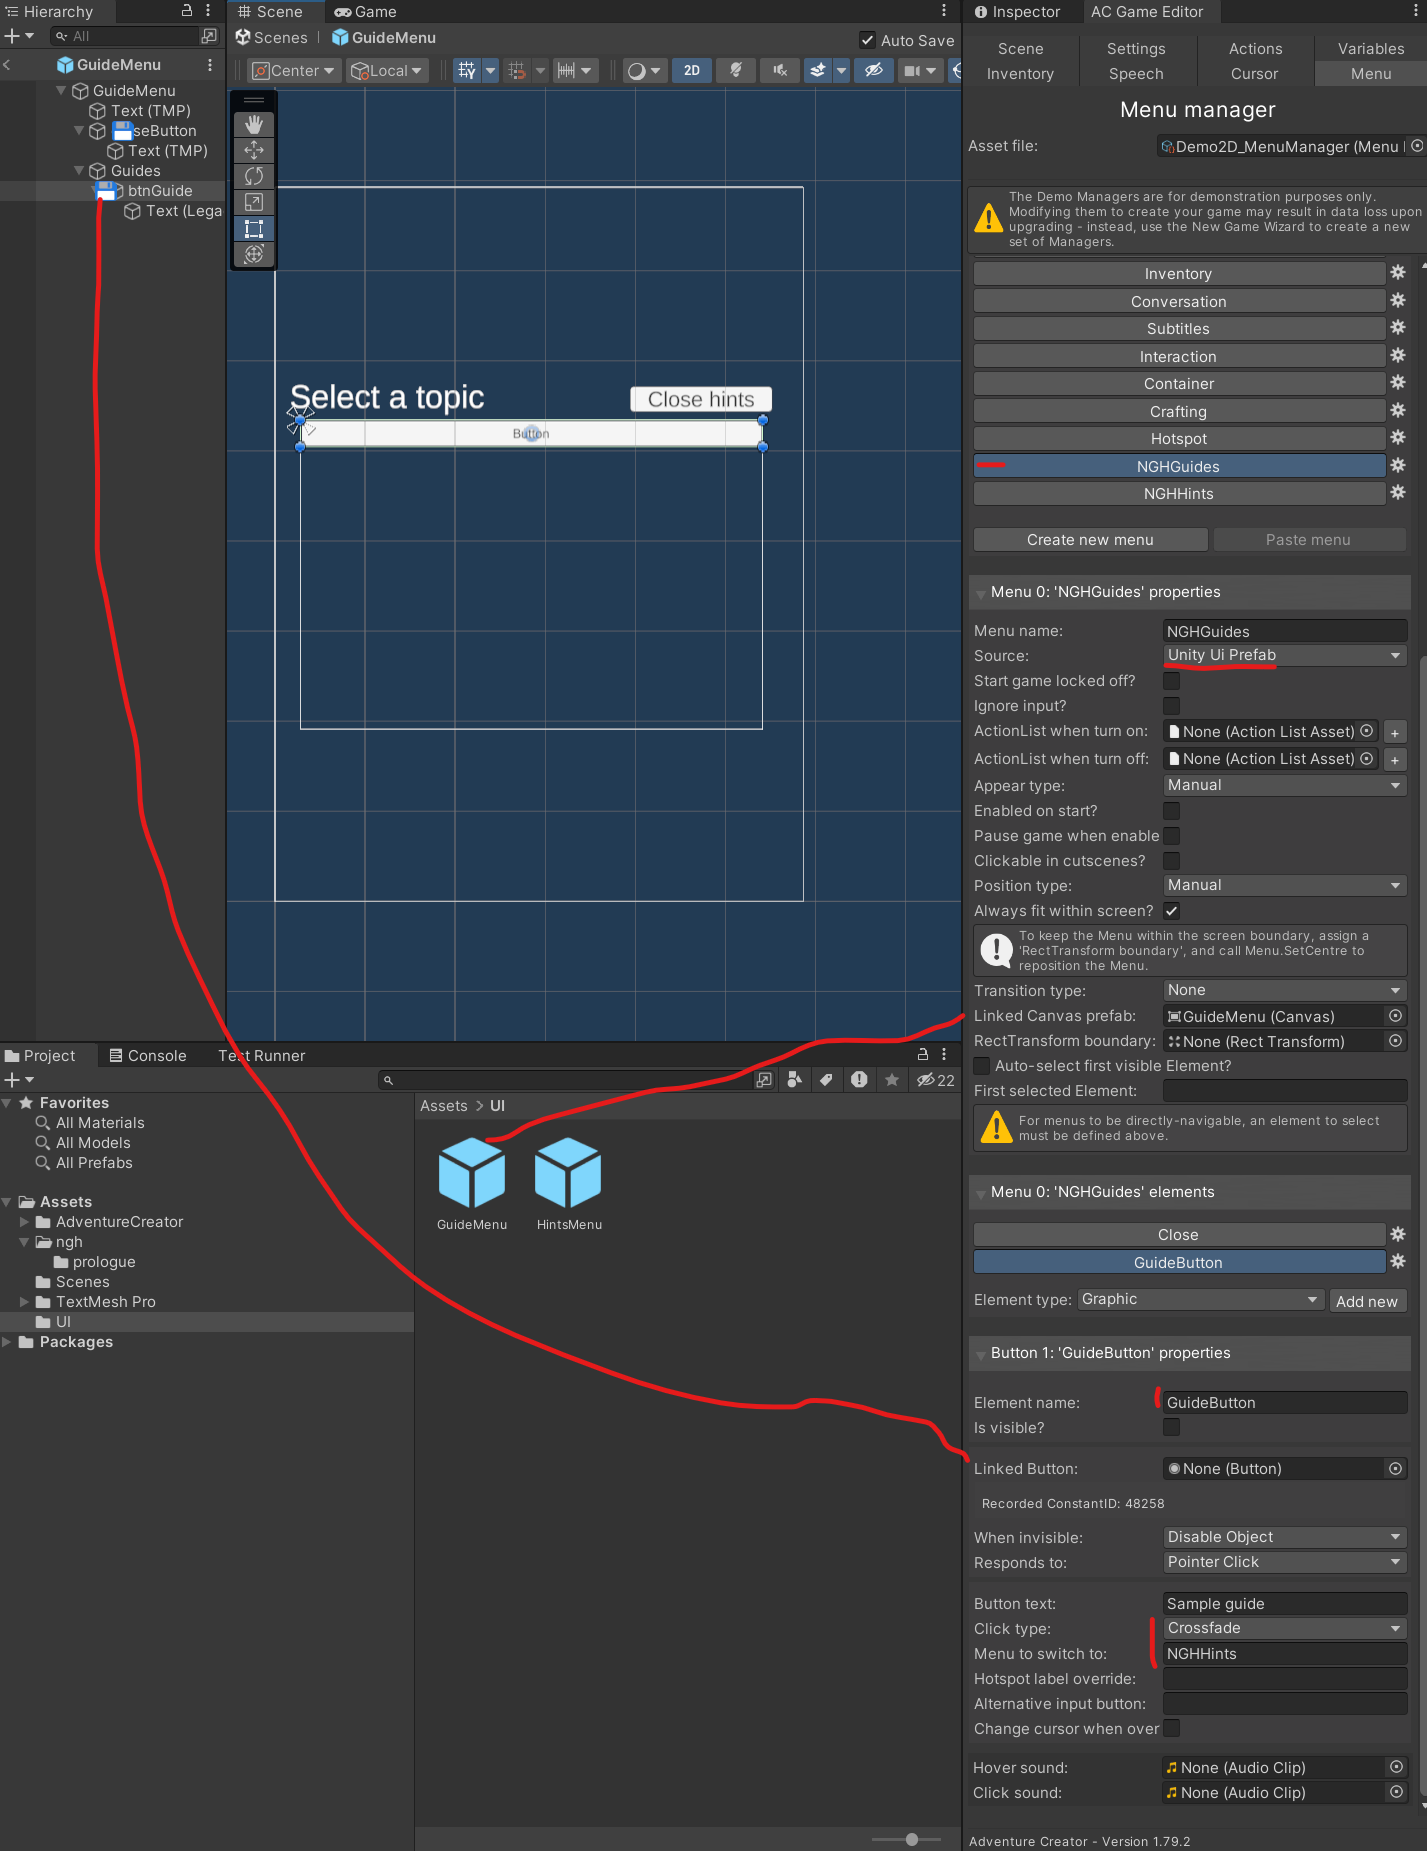 Hierarchy
All
GuideMenu
GuideMenu
Text (TMP)
seButton
Text (TMP)
Guides
btnGuide
Text (Lega
Scene
Game
Scenes
GuideMenu
Auto Save
Center
Local
2D
Select a topic
Close hints
Button
Project
Console
Test Runner
22
Favorites
All Materials
All Models
All Prefabs
Assets
AdventureCreator
ngh
prologue
Scenes
TextMesh Pro
UI
Packages
Assets > UI
GuideMenu
HintsMenu
Inspector
AC Game Editor
Scene Settings Actions Variables
Inventory Speech Cursor Menu
Menu manager
Asset file: Demo2D_MenuManager (Menu
The Demo Managers are for demonstration purposes only.
Modifying them to create your game may result in data loss upon
upgrading - instead, use the New Game Wizard to create a new
set of Managers.
Inventory
Conversation
Subtitles
Interaction
Container
Crafting
Hotspot
NGHGuides
NGHHints
Create new menu
Paste menu
Menu 0: 'NGHGuides' properties
Menu name: NGHGuides
Source: Unity Ui Prefab
Start game locked off?
Ignore input?
ActionList when turn on: None (Action List Asset) +
ActionList when turn off: None (Action List Asset) +
Appear type: Manual
Enabled on start?
Pause game when enable
Clickable in cutscenes?
Position type: Manual
Always fit within screen?
To keep the Menu within the screen boundary, assign a
'RectTransform boundary', and call Menu.SetCentre to
reposition the Menu.
Transition type: None
Linked Canvas prefab: GuideMenu (Canvas)
RectTransform boundary: None (Rect Transform)
Auto-select first visible Element?
First selected Element:
For menus to be directly-navigable, an element to select
must be defined above.
Menu 0: 'NGHGuides' elements
Close
GuideButton
Element type: Graphic Add new
Button 1: 'GuideButton' properties
Element name: GuideButton
Is visible?
Linked Button: None (Button)
Recorded ConstantID: 48258
When invisible: Disable Object
Responds to: Pointer Click
Button text: Sample guide
Click type: Crossfade
Menu to switch to: NGHHints
Hotspot label override:
Alternative input button:
Change cursor when over
Hover sound: None (Audio Clip)
Click sound: None (Audio Clip)
Adventure Creator - Version 1.79.2